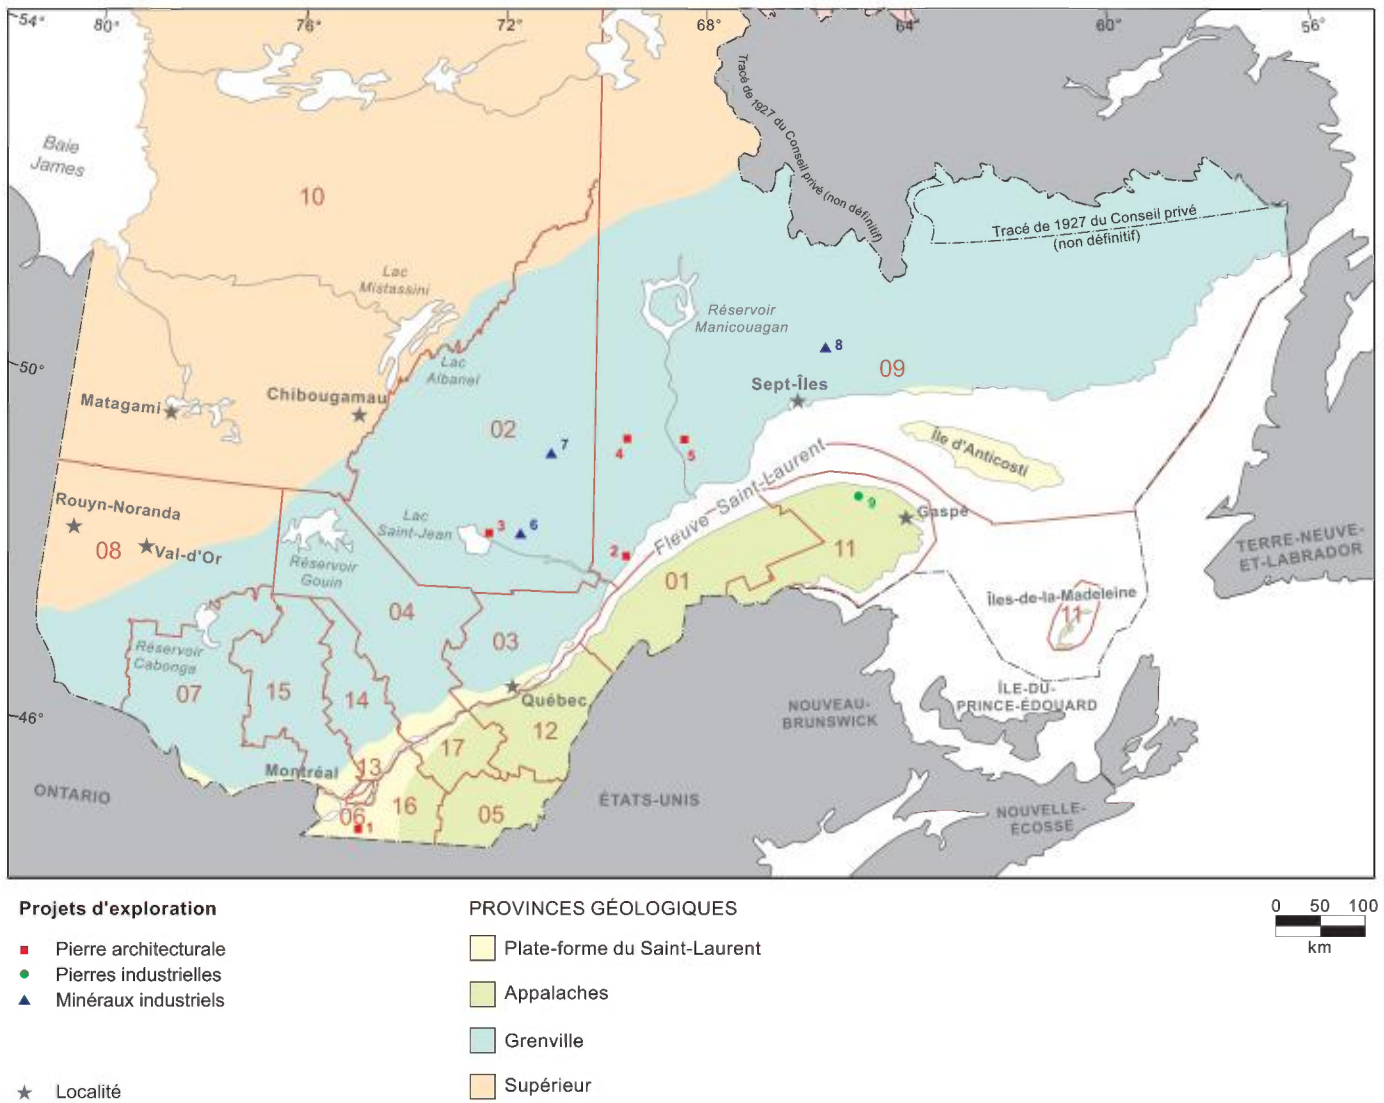 54°
80°
76°
72°
68°
64°
60°
56°
Baie
James
Tracé de 1927 du Conseil privé (non définitif)
10
Tracé de 1927 du Conseil privé
(non définitif)
Lac
Mistassini
Réservoir
Manicouagan
8
50°
Lac
Albanel
09
Sept-Îles
Matagami
Chibougamau
02
7
4
5
Fleuve Saint-Laurent
Île d'Anticosti
Rouyn-Noranda
Val-d'Or
08
Lac
Saint-Jean
3
6
9
Gaspé
2
11
TERRE-NEUVE-
ET-LABRADOR
Réservoir
Gouin
01
04
Îles-de-la-Madeleine
11
03
Réservoir
Cabonga
07
15
14
Québec
ÎLE-DU-
PRINCE-ÉDOUARD
NOUVEAU-
BRUNSWICK
46°
12
17
13
Montréal
16
05
06
1
ONTARIO
ÉTATS-UNIS
NOUVELLE-
ÉCOSSE
Projets d'exploration
Pierre architecturale
Pierres industrielles
Minéraux industriels
Localité
PROVINCES GÉOLOGIQUES
Plate-forme du Saint-Laurent
Appalaches
Grenville
Supérieur
0 50 100
km